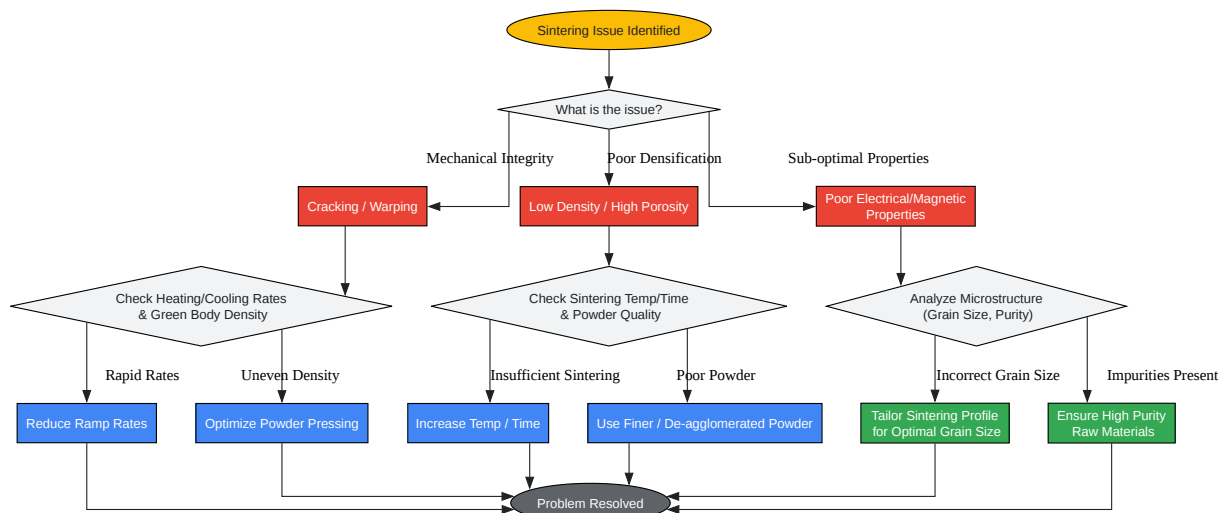 Sintering Issue Identified
What is the issue?
Mechanical Integrity
Poor Densification
Sub-optimal Properties
Cracking / Warping
Low Density / High Porosity
Poor Electrical/Magnetic
Properties
Check Heating/Cooling Rates
& Green Body Density
Check Sintering Temp/Time
& Powder Quality
Analyze Microstructure
(Grain Size, Purity)
Rapid Rates
Uneven Density
Insufficient Sintering
Poor Powder
Incorrect Grain Size
Impurities Present
Reduce Ramp Rates
Optimize Powder Pressing
Increase Temp / Time
Use Finer / De-agglomerated Powder
Tailor Sintering Profile
for Optimal Grain Size
Ensure High Purity
Raw Materials
Problem Resolved